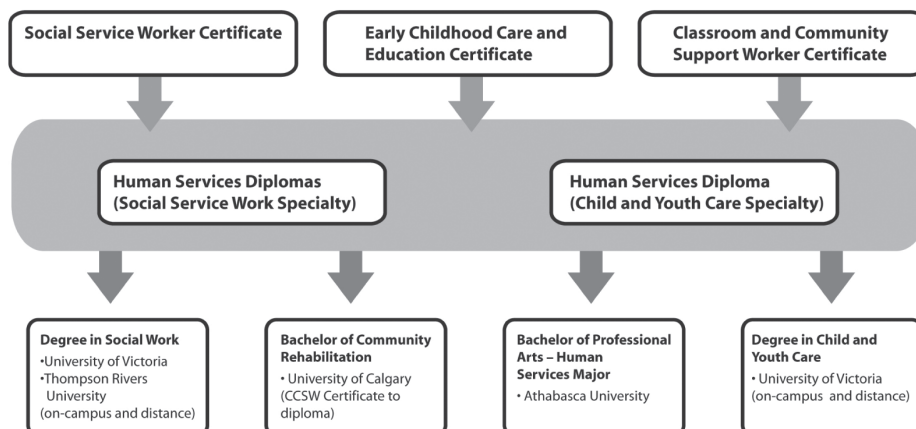 Social Service Worker Certificate
Early Childhood Care and
Education Certificate
Classroom and Community
Support Worker Certificate
Human Services Diplomas
(Social Service Work Specialty)
Human Services Diploma
(Child and Youth Care Specialty)
Degree in Social Work
•University of Victoria
•Thompson Rivers
University
(on-campus and distance)
Bachelor of Community
Rehabilitation
• University of Calgary
(CCSW Certificate to
diploma)
Bachelor of Professional
Arts – Human
Services Major
• Athabasca University
Degree in Child and
Youth Care
• University of Victoria
(on-campus and distance)